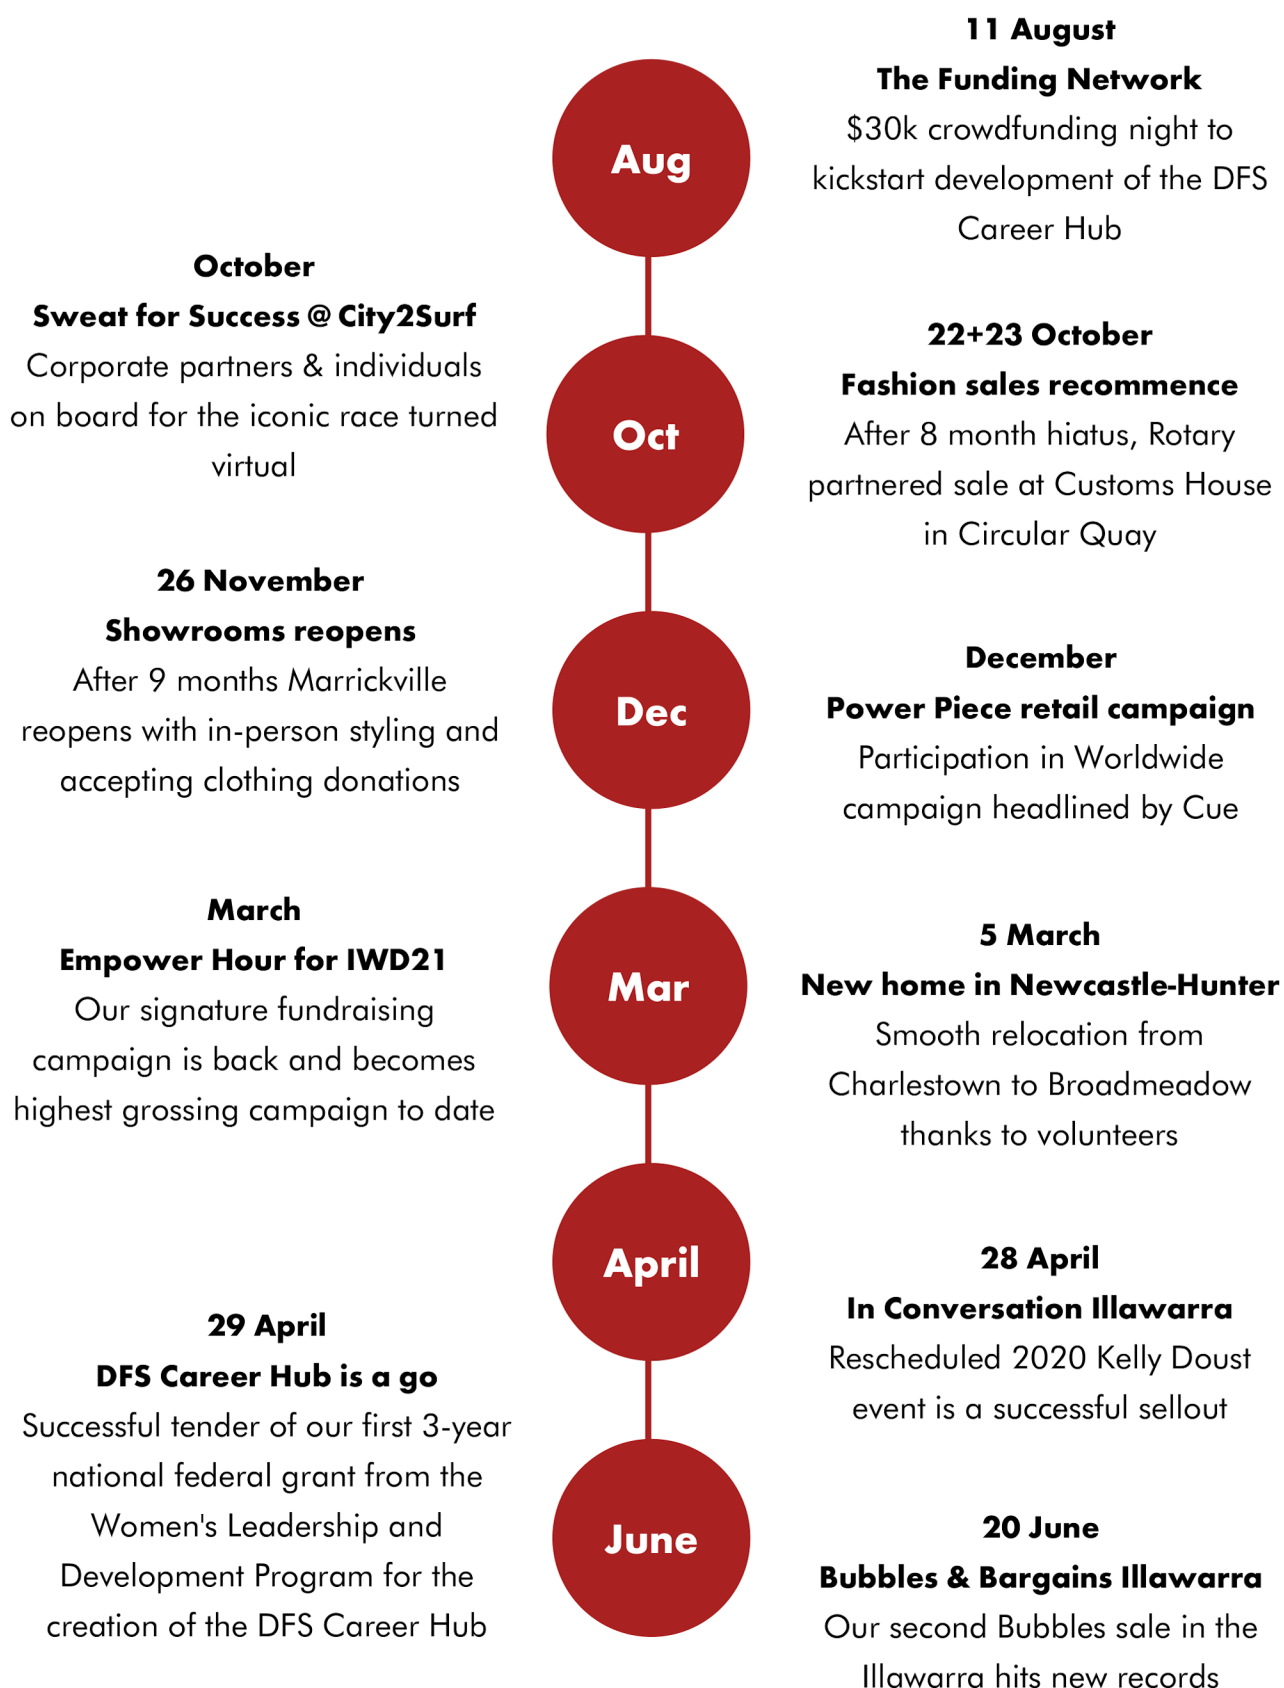 11 August
The Funding Network
$30k crowdfunding night to
kickstart development of the DFS
Career Hub
Aug
October
Sweat for Success @ City2Surf
Corporate partners & individuals
on board for the iconic race turned
virtual
Oct
22+23 October
Fashion sales recommence
After 8 month hiatus, Rotary
partnered sale at Customs House
in Circular Quay
26 November
Showrooms reopens
After 9 months Marrickville
reopens with in-person styling and
accepting clothing donations
Dec
December
Power Piece retail campaign
Participation in Worldwide
campaign headlined by Cue
March
Empower Hour for IWD21
Our signature fundraising
campaign is back and becomes
highest grossing campaign to date
Mar
5 March
New home in Newcastle-Hunter
Smooth relocation from
Charlestown to Broadmeadow
thanks to volunteers
April
28 April
In Conversation Illawarra
Rescheduled 2020 Kelly Doust
event is a successful sellout
29 April
DFS Career Hub is a go
Successful tender of our first 3-year
national federal grant from the
Women's Leadership and
Development Program for the
creation of the DFS Career Hub
June
20 June
Bubbles & Bargains Illawarra
Our second Bubbles sale in the
Illawarra hits new records